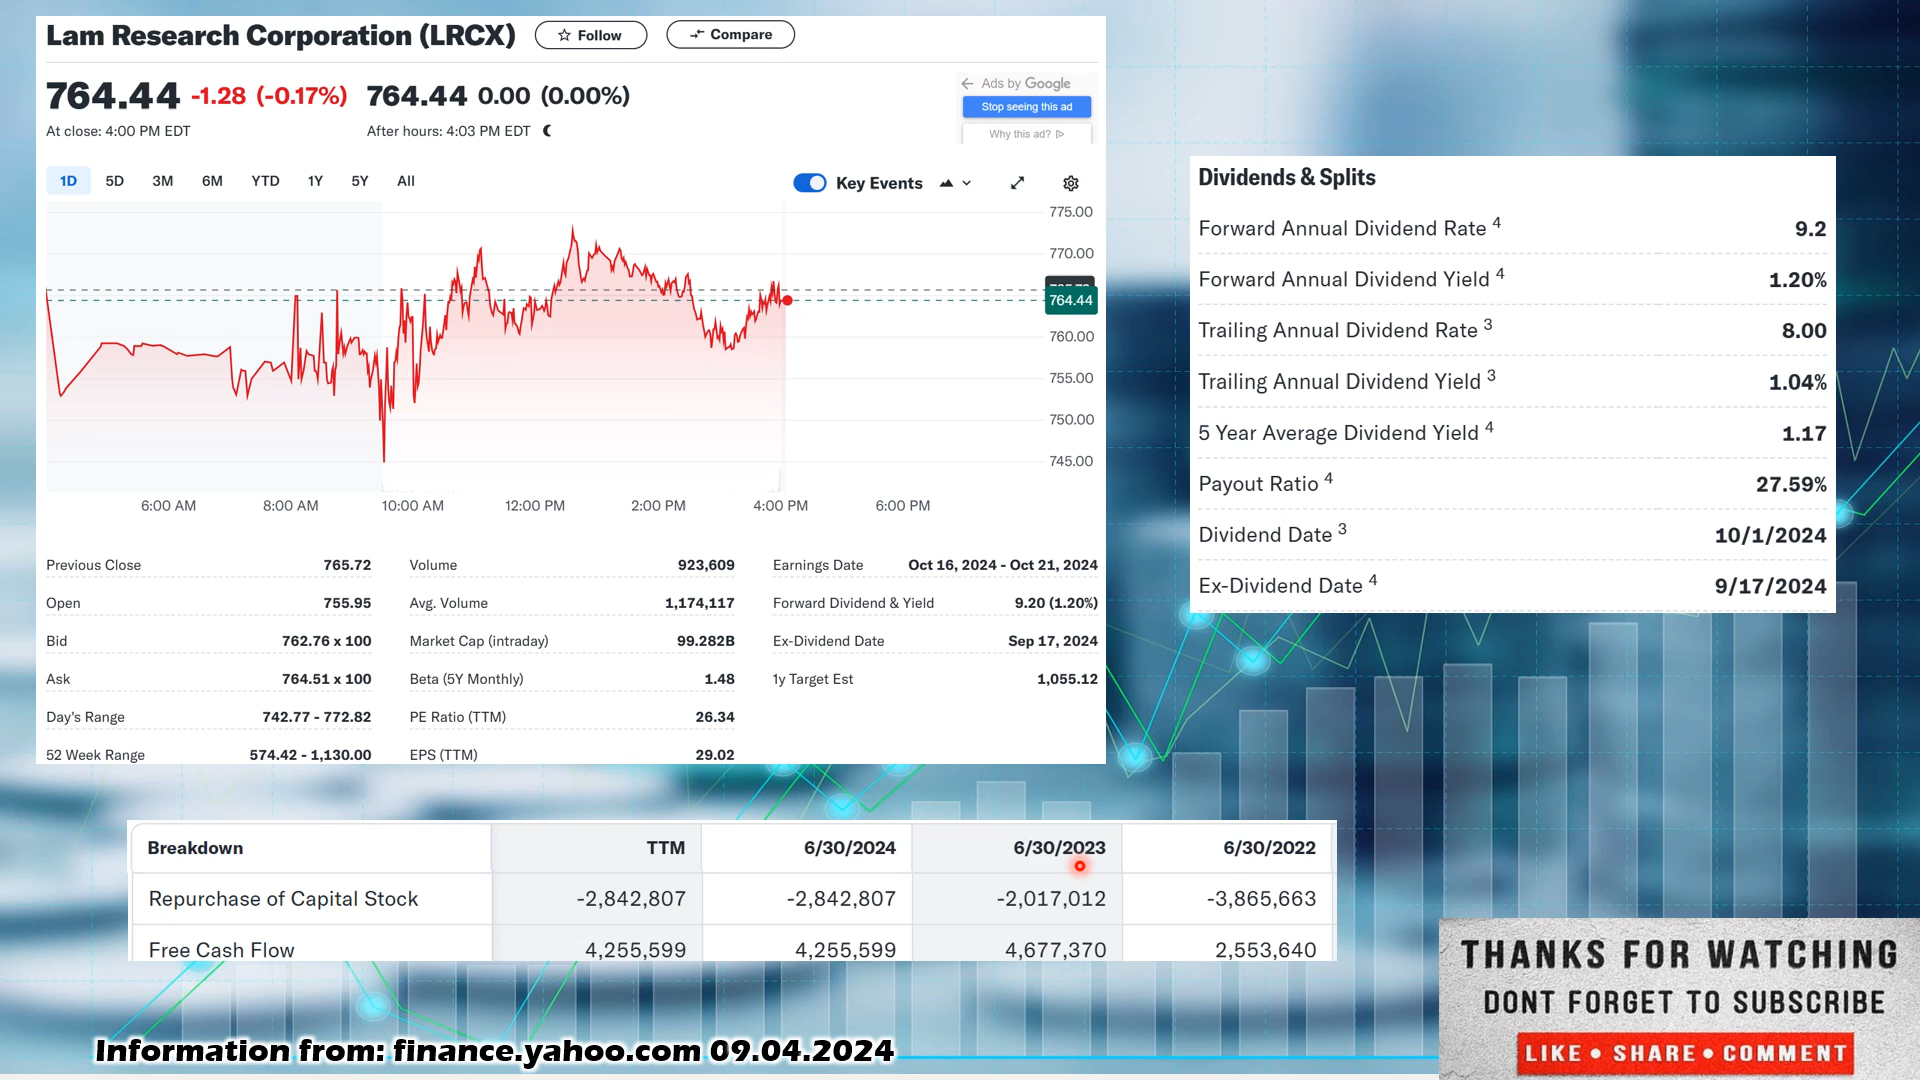 Lam Research Corporation (LRCX) Follow Compare
764.44 -1.28 (-0.17%) 764.44 0.00 (0.00%)
At close: 4:00 PM EDT After hours: 4:03 PM EDT
Ads by Google
Stop seeing this ad
Why this ad?
1D 5D 3M 6M YTD 1Y 5Y All Key Events
775.00
770.00
764.44
760.00
755.00
750.00
745.00
6:00 AM 8:00 AM 10:00 AM 12:00 PM 2:00 PM 4:00 PM 6:00 PM
Previous Close 765.72 Volume 923,609 Earnings Date Oct 16, 2024 - Oct 21, 2024
Open 755.95 Avg. Volume 1,174,117 Forward Dividend & Yield 9.20 (1.20%)
Bid 762.76 x 100 Market Cap (intraday) 99.282B Ex-Dividend Date Sep 17, 2024
Ask 764.51 x 100 Beta (5Y Monthly) 1.48 1y Target Est 1,055.12
Day's Range 742.77 - 772.82 PE Ratio (TTM) 26.34
52 Week Range 574.42 - 1,130.00 EPS (TTM) 29.02
Dividends & Splits
Forward Annual Dividend Rate 4 9.2
Forward Annual Dividend Yield 4 1.20%
Trailing Annual Dividend Rate 3 8.00
Trailing Annual Dividend Yield 3 1.04%
5 Year Average Dividend Yield 4 1.17
Payout Ratio 4 27.59%
Dividend Date 3 10/1/2024
Ex-Dividend Date 4 9/17/2024
Breakdown TTM 6/30/2024 6/30/2023 6/30/2022
Repurchase of Capital Stock -2,842,807 -2,842,807 -2,017,012 -3,865,663
Free Cash Flow 4,255,599 4,255,599 4,677,370 2,553,640
Information from: finance.yahoo.com 09.04.2024
THANKS FOR WATCHING
DONT FORGET TO SUBSCRIBE
LIKE • SHARE • COMMENT